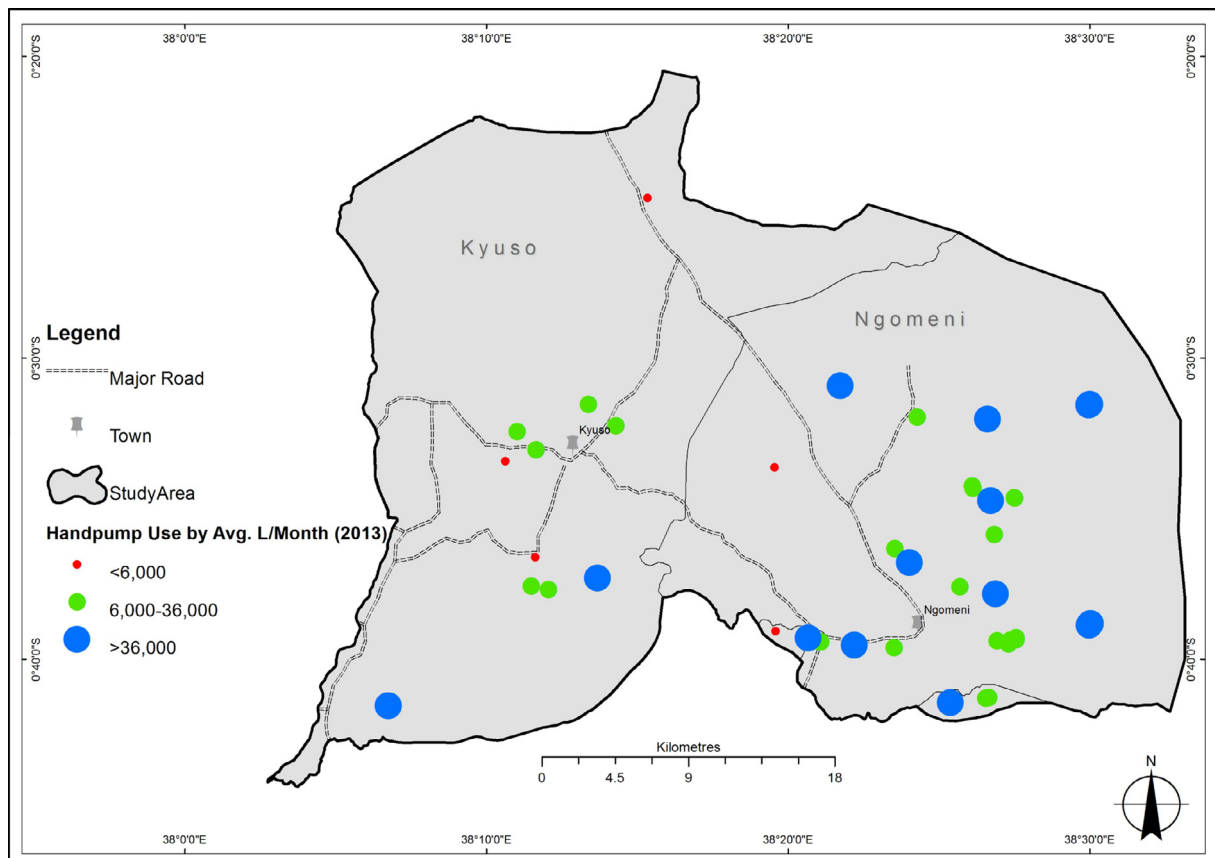 38°0'0"E 38°10'0"E 38°20'0"E 38°30'0"E
0°20'0"S 0°20'0"S
Kyuso
Ngomeni
Legend
0°30'0"S 0°30'0"S
Major Road
Town
Kyuso
StudyArea
Handpump Use by Avg. L/Month (2013)
<6,000
6,000-36,000
>36,000
Ngomeni
0°40'0"S 0°40'0"S
Kilometres
0 4.5 9 18
N
38°0'0"E 38°10'0"E 38°20'0"E 38°30'0"E